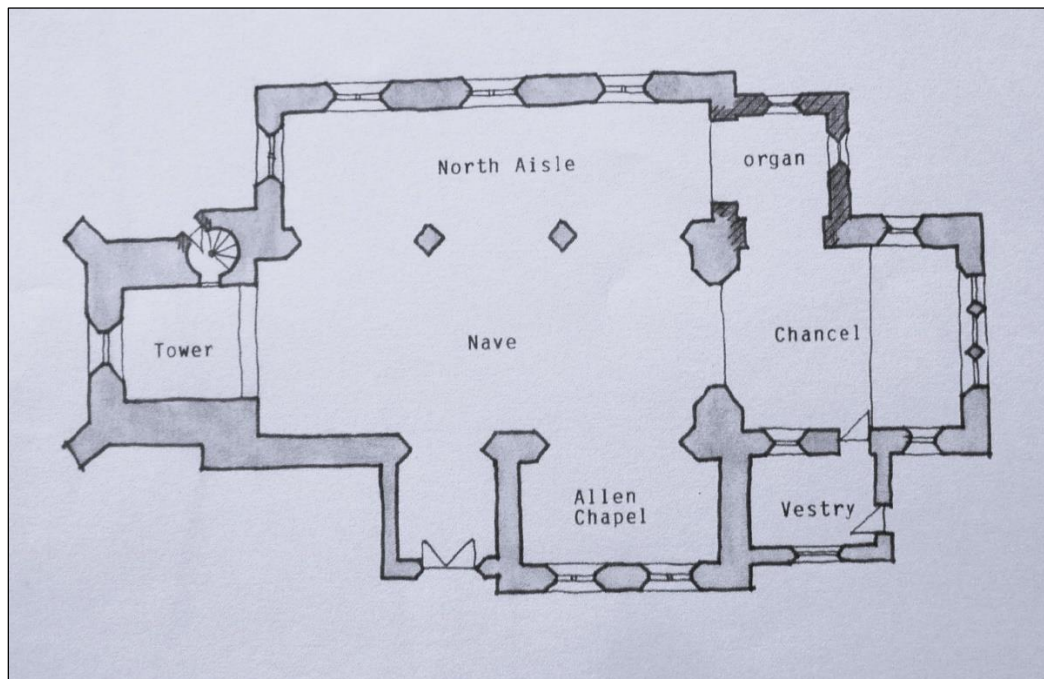 North Aisle
organ
Tower
Nave
Chancel
Allen
Chapel
Vestry